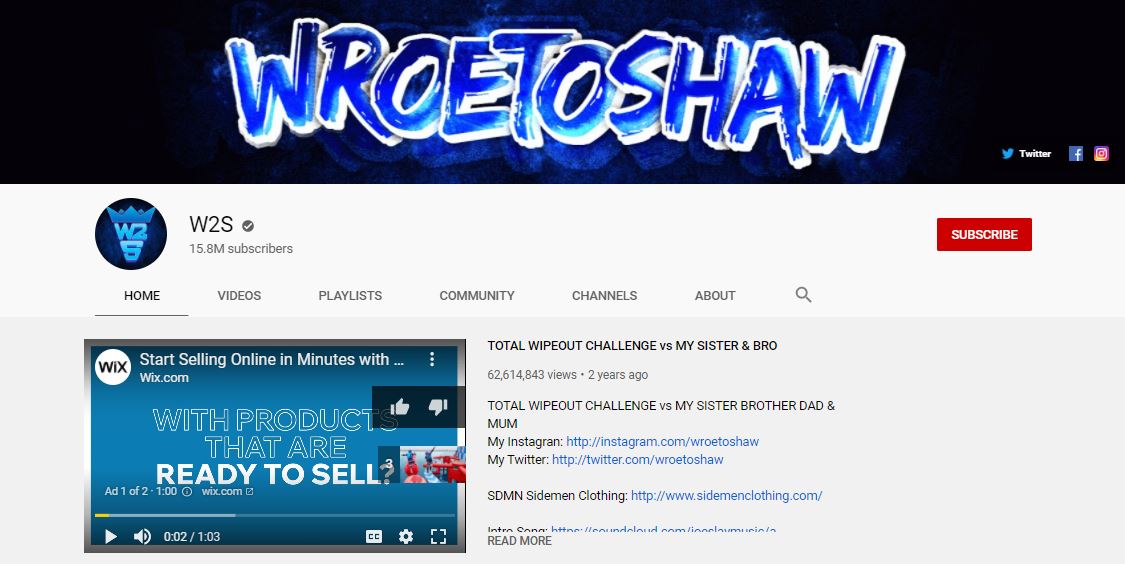 WROETOSHAW
Twitter
W2S
W2S
15.8M subscribers
SUBSCRIBE
HOME VIDEOS PLAYLISTS COMMUNITY CHANNELS ABOUT
WiX
Start Selling Online in Minutes with ...
Wix.com
WITH PRODUCTS
THAT ARE
READY TO SELL?
3
Ad 1 of 2 · 1:00 wix.com
0:02 / 1:03
CC
TOTAL WIPEOUT CHALLENGE vs MY SISTER & BRO
62,614,843 views • 2 years ago
TOTAL WIPEOUT CHALLENGE vs MY SISTER BROTHER DAD &
MUM
My Instagran: http://instagram.com/wroetoshaw
My Twitter: http://twitter.com/wroetoshaw
SDMN Sidemen Clothing: http://www.sidemenclothing.com/
Intro Song: https://soundcloud.com/joeslaymusic/a
READ MORE